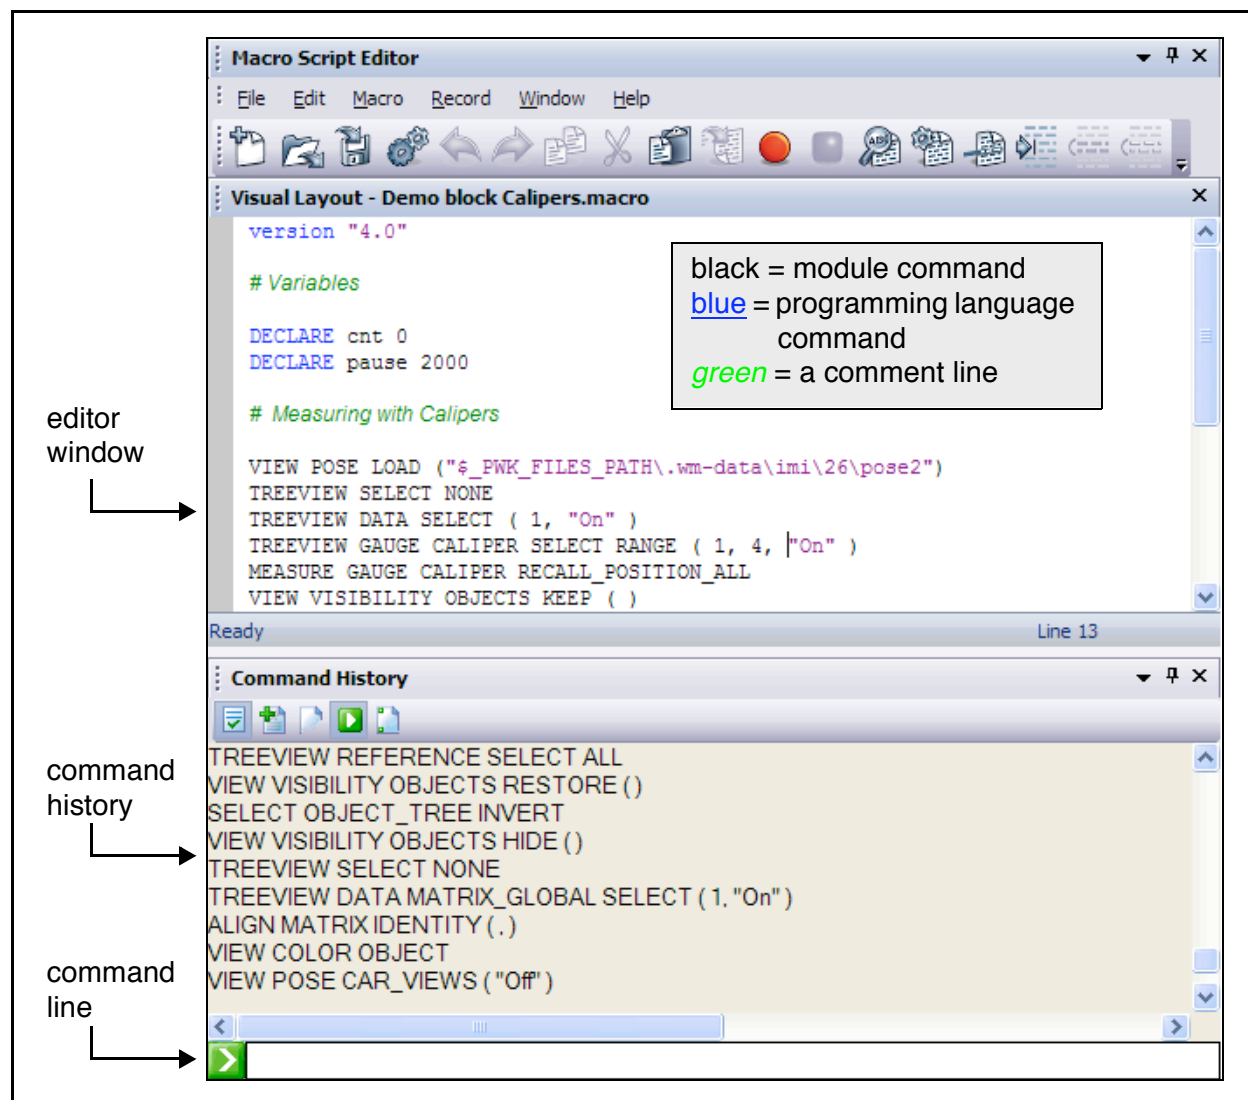 Macro Script Editor
File Edit Macro Record Window Help
Visual Layout - Demo block Calipers.macro
version "4.0"
# Variables
DECLARE cnt 0
DECLARE pause 2000
# Measuring with Calipers
VIEW POSE LOAD ("$_PWK_FILES_PATH\.wm-data\imi\26\pose2")
TREEVIEW SELECT NONE
TREEVIEW DATA SELECT ( 1, "On" )
TREEVIEW GAUGE CALIPER SELECT RANGE ( 1, 4, "On" )
MEASURE GAUGE CALIPER RECALL_POSITION_ALL
VIEW VISIBILITY OBJECTS KEEP ( )
black = module command
blue = programming language
command
green = a comment line
editor
window
Ready Line 13
Command History
TREEVIEW REFERENCE SELECT ALL
VIEW VISIBILITY OBJECTS RESTORE ( )
SELECT OBJECT_TREE INVERT
VIEW VISIBILITY OBJECTS HIDE ( )
TREEVIEW SELECT NONE
TREEVIEW DATA MATRIX_GLOBAL SELECT ( 1, "On" )
ALIGN MATRIX IDENTITY ( , )
VIEW COLOR OBJECT
VIEW POSE CAR_VIEWS ( "Off" )
command
history
command
line